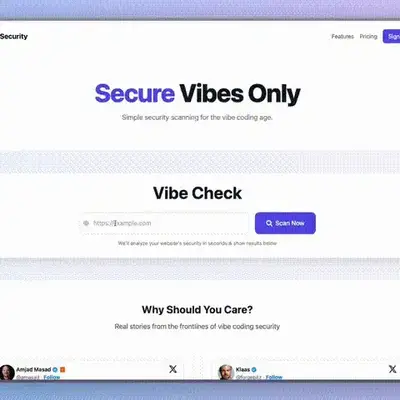 Security
Features Pricing Sign
Secure Vibes Only
Simple security scanning for the vibe coding age.
Vibe Check
https://example.com
Scan Now
We'll analyze your website's security in seconds & show results below
Why Should You Care?
Real stories from the frontlines of vibe coding security
Amjad Masad
@amasad · Follow
Klaas
@forgebitz · Follow